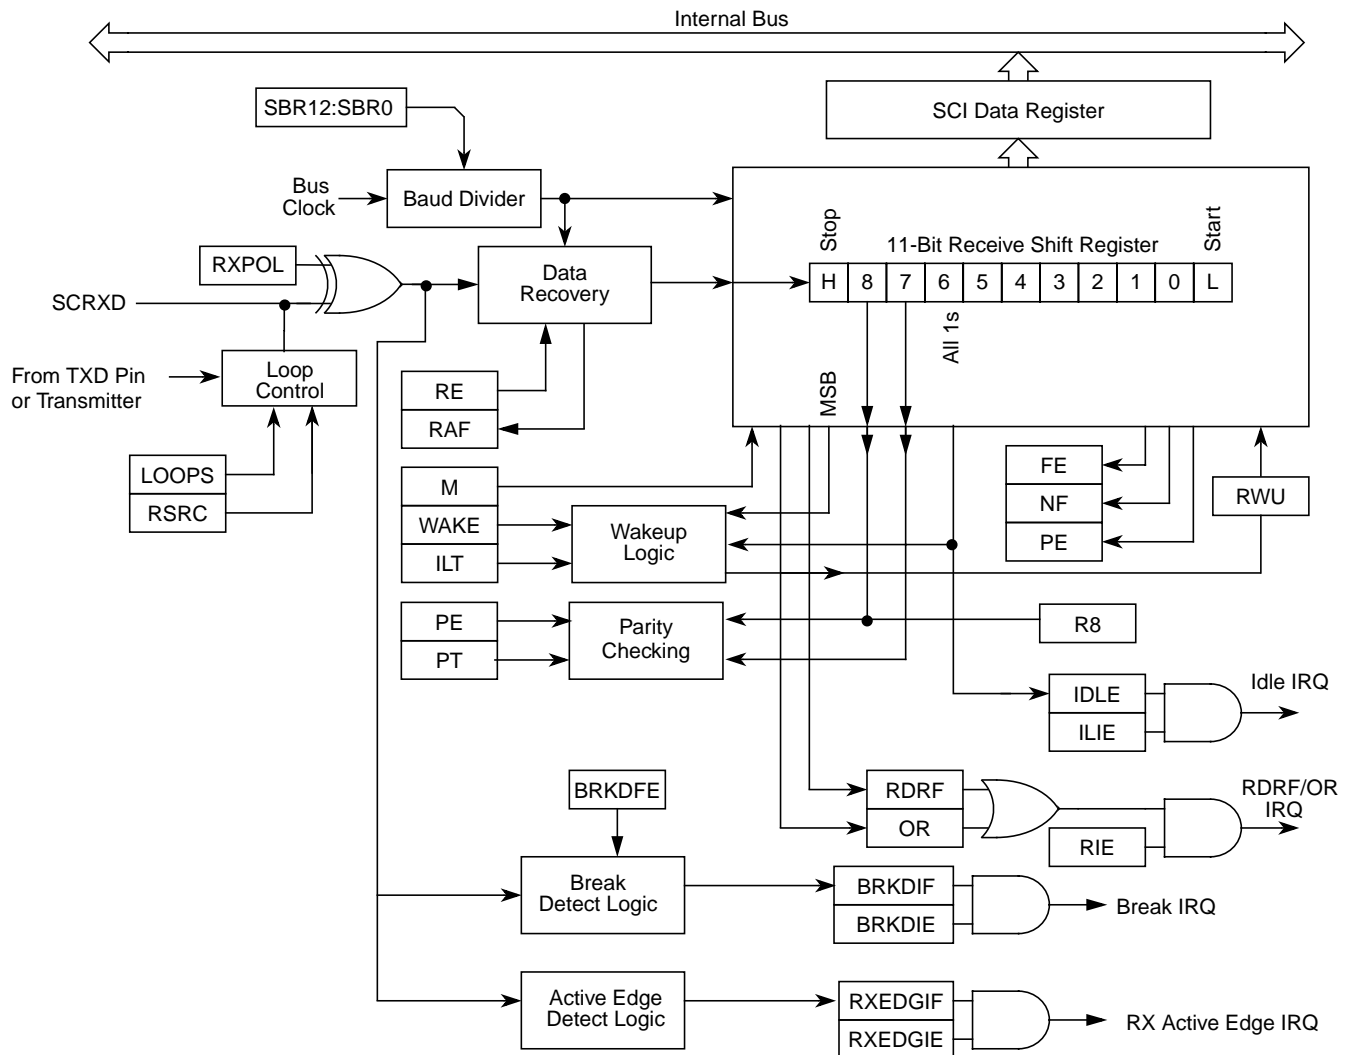 Internal Bus
SBR12:SBR0
SCI Data Register
Bus
Clock
Baud Divider
Stop
11-Bit Receive Shift Register
Start
RXPOL
Data
Recovery
H 8 7 6 5 4 3 2 1 0 L
SCRXD
All 1s
From TXD Pin
or Transmitter
Loop
Control
MSB
RE
RAF
LOOPS
RSRC
M
WAKE
ILT
Wakeup
Logic
FE
NF
PE
RWU
PE
PT
Parity
Checking
R8
IDLE
ILIE
Idle IRQ
BRKDFE
RDRF
OR
RIE
RDRF/OR
IRQ
Break
Detect Logic
BRKDIF
BRKDIE
Break IRQ
Active Edge
Detect Logic
RXEDGIF
RXEDGIE
RX Active Edge IRQ